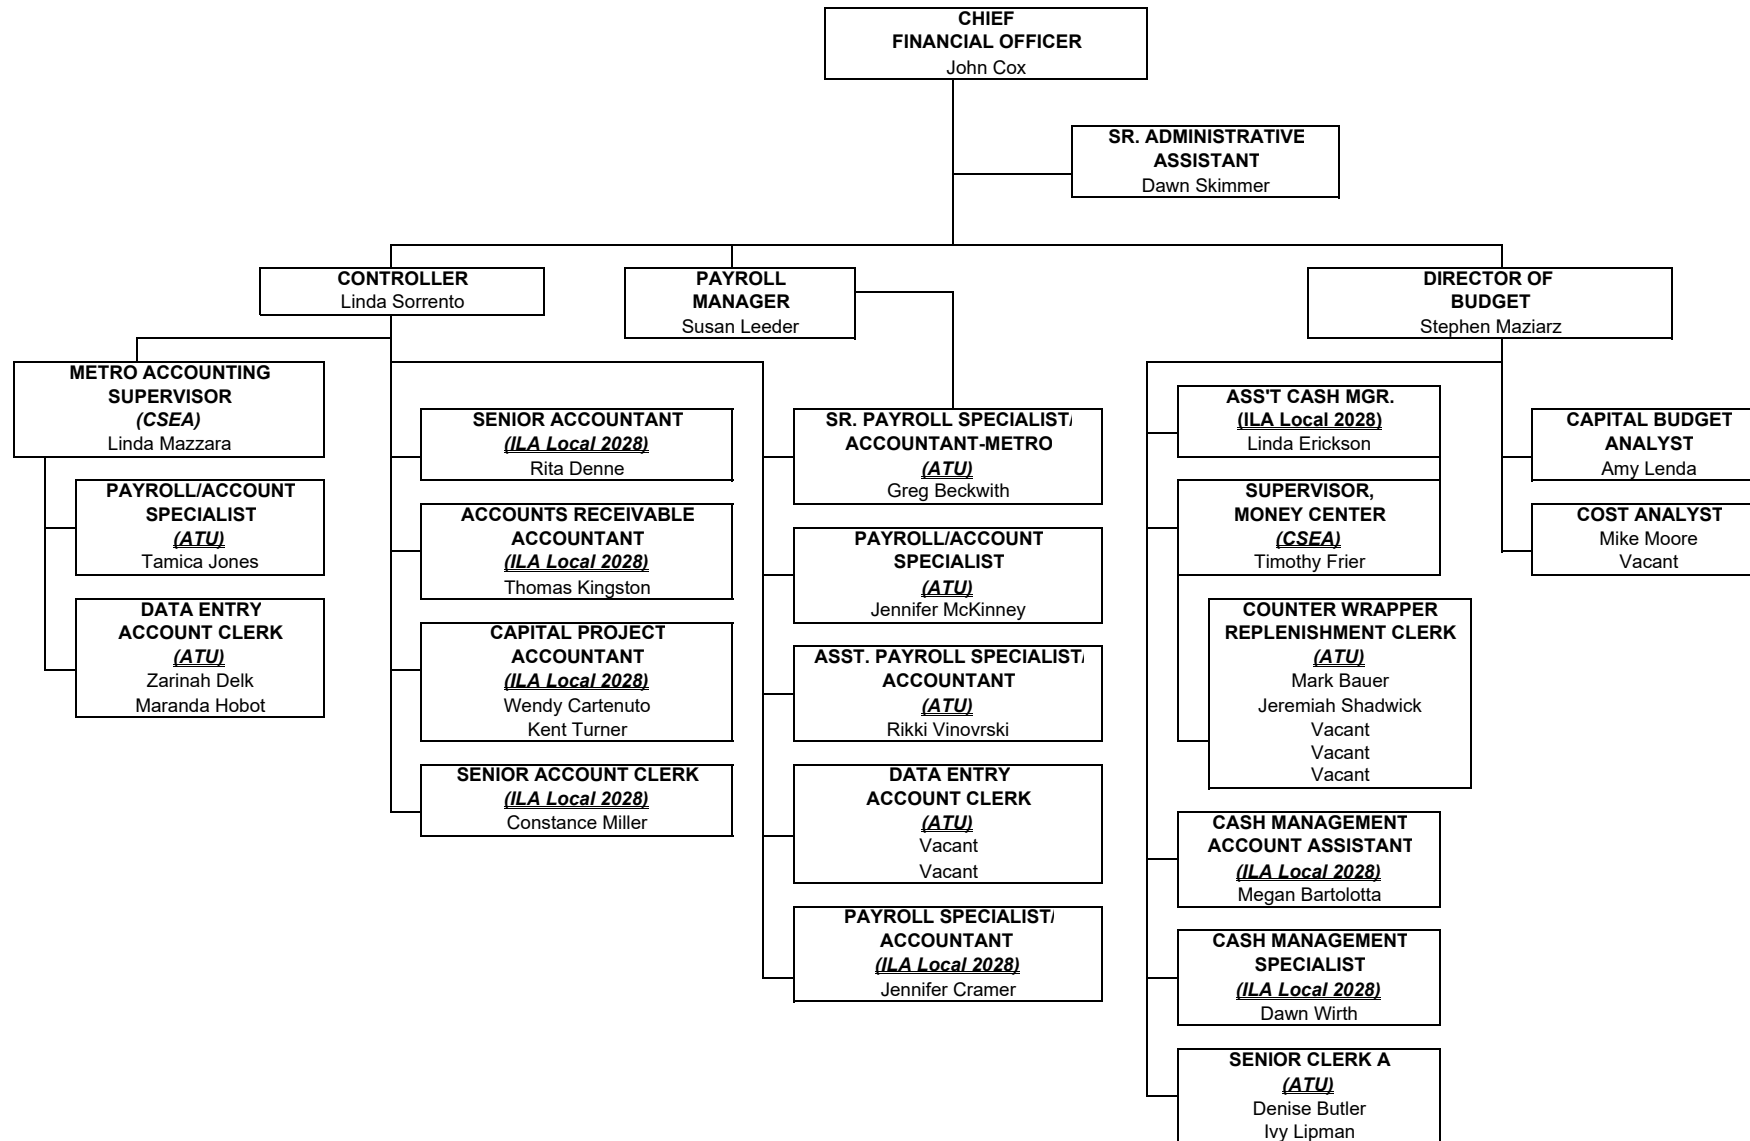 CHIEF
FINANCIAL OFFICER
John Cox
SR. ADMINISTRATIVE
ASSISTANT
Dawn Skimmer
CONTROLLER
Linda Sorrento
PAYROLL
MANAGER
Susan Leeder
DIRECTOR OF
BUDGET
Stephen Maziarz
METRO ACCOUNTING
SUPERVISOR
(CSEA)
Linda Mazzara
PAYROLL/ACCOUNT
SPECIALIST
(ATU)
Tamica Jones
DATA ENTRY
ACCOUNT CLERK
(ATU)
Zarinah Delk
Maranda Hobot
SENIOR ACCOUNTANT
(ILA Local 2028)
Rita Denne
ACCOUNTS RECEIVABLE
ACCOUNTANT
(ILA Local 2028)
Thomas Kingston
CAPITAL PROJECT
ACCOUNTANT
(ILA Local 2028)
Wendy Cartenuto
Kent Turner
SENIOR ACCOUNT CLERK
(ILA Local 2028)
Constance Miller
SR. PAYROLL SPECIALIST/
ACCOUNTANT-METRO
(ATU)
Greg Beckwith
PAYROLL/ACCOUNT
SPECIALIST
(ATU)
Jennifer McKinney
ASST. PAYROLL SPECIALIST/
ACCOUNTANT
(ATU)
Rikki Vinovrski
DATA ENTRY
ACCOUNT CLERK
(ATU)
Vacant
Vacant
PAYROLL SPECIALIST/
ACCOUNTANT
(ILA Local 2028)
Jennifer Cramer
ASS'T CASH MGR.
(ILA Local 2028)
Linda Erickson
SUPERVISOR,
MONEY CENTER
(CSEA)
Timothy Frier
COUNTER WRAPPER
REPLENISHMENT CLERK
(ATU)
Mark Bauer
Jeremiah Shadwick
Vacant
Vacant
Vacant
CASH MANAGEMENT
ACCOUNT ASSISTANT
(ILA Local 2028)
Megan Bartolotta
CASH MANAGEMENT
SPECIALIST
(ILA Local 2028)
Dawn Wirth
SENIOR CLERK A
(ATU)
Denise Butler
Ivy Lipman
CAPITAL BUDGET
ANALYST
Amy Lenda
COST ANALYST
Mike Moore
Vacant